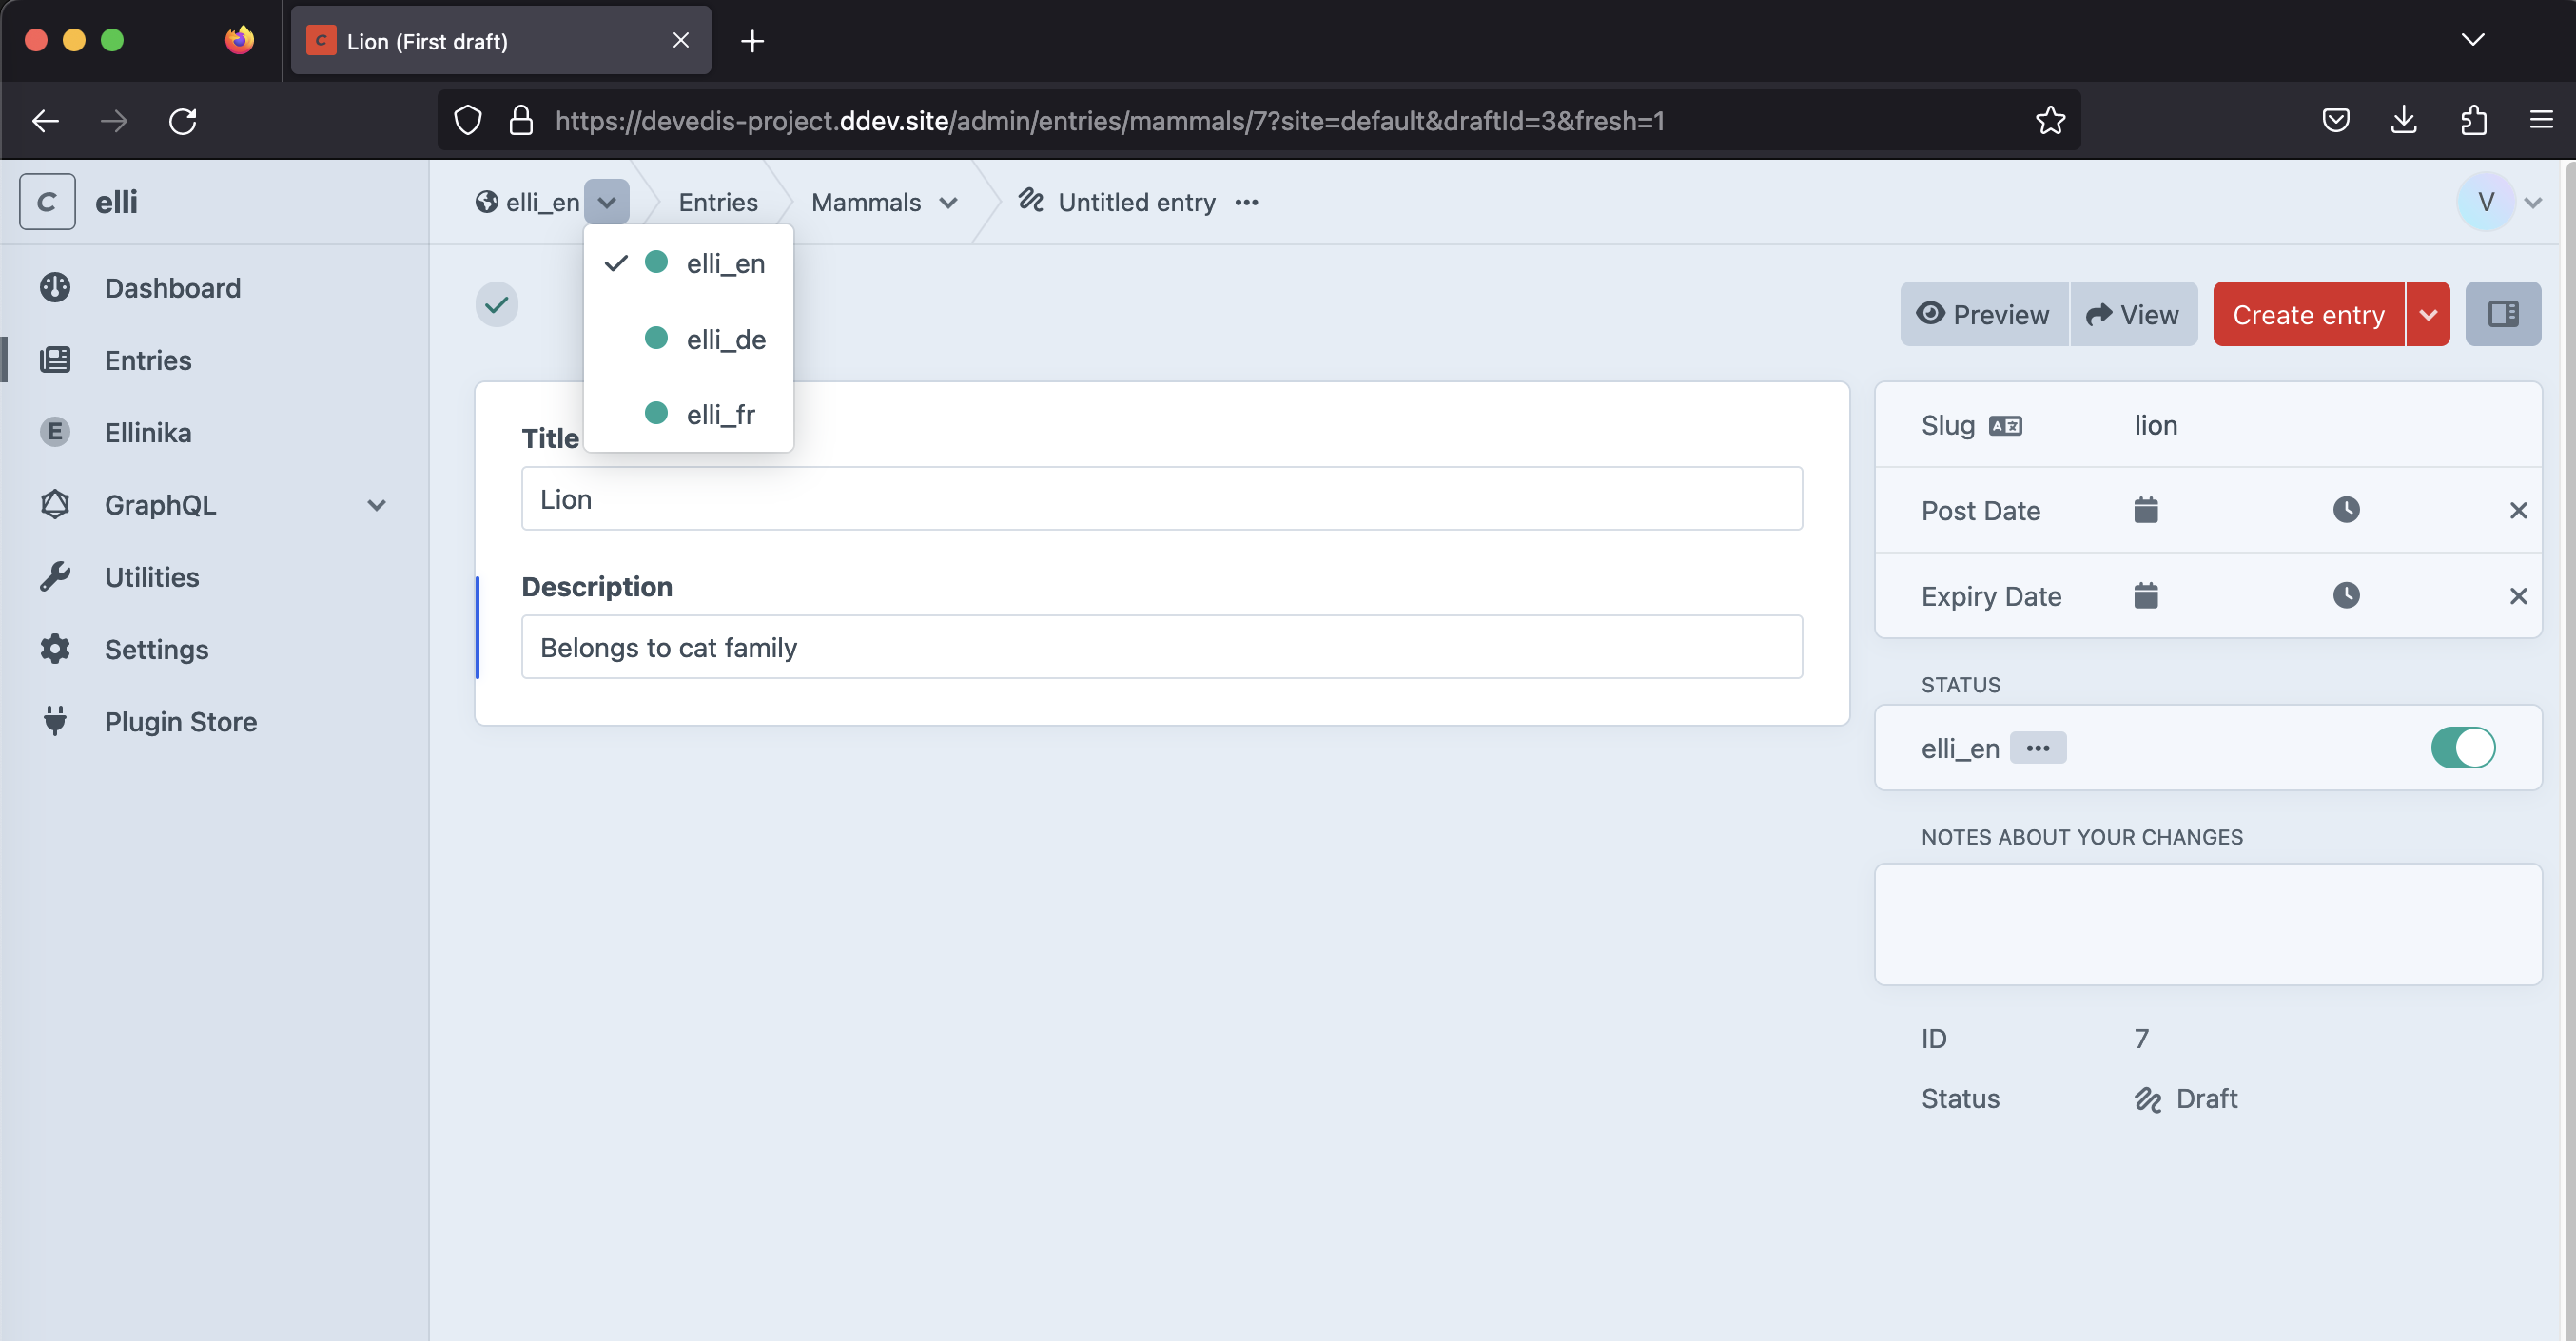 Lion (First draft)
https://devedis-project.ddev.site/admin/entries/mammals/7?site=default&draftId=3&fresh=1
C elli
elli_en Entries Mammals Untitled entry •••
V
elli_en
elli_de
elli_fr
Dashboard
Entries
E Ellinika
GraphQL
Utilities
Settings
Plugin Store
Preview View Create entry
Title
Lion
Description
Belongs to cat family
Slug lion
Post Date
Expiry Date
STATUS
elli_en •••
NOTES ABOUT YOUR CHANGES
ID 7
Status Draft